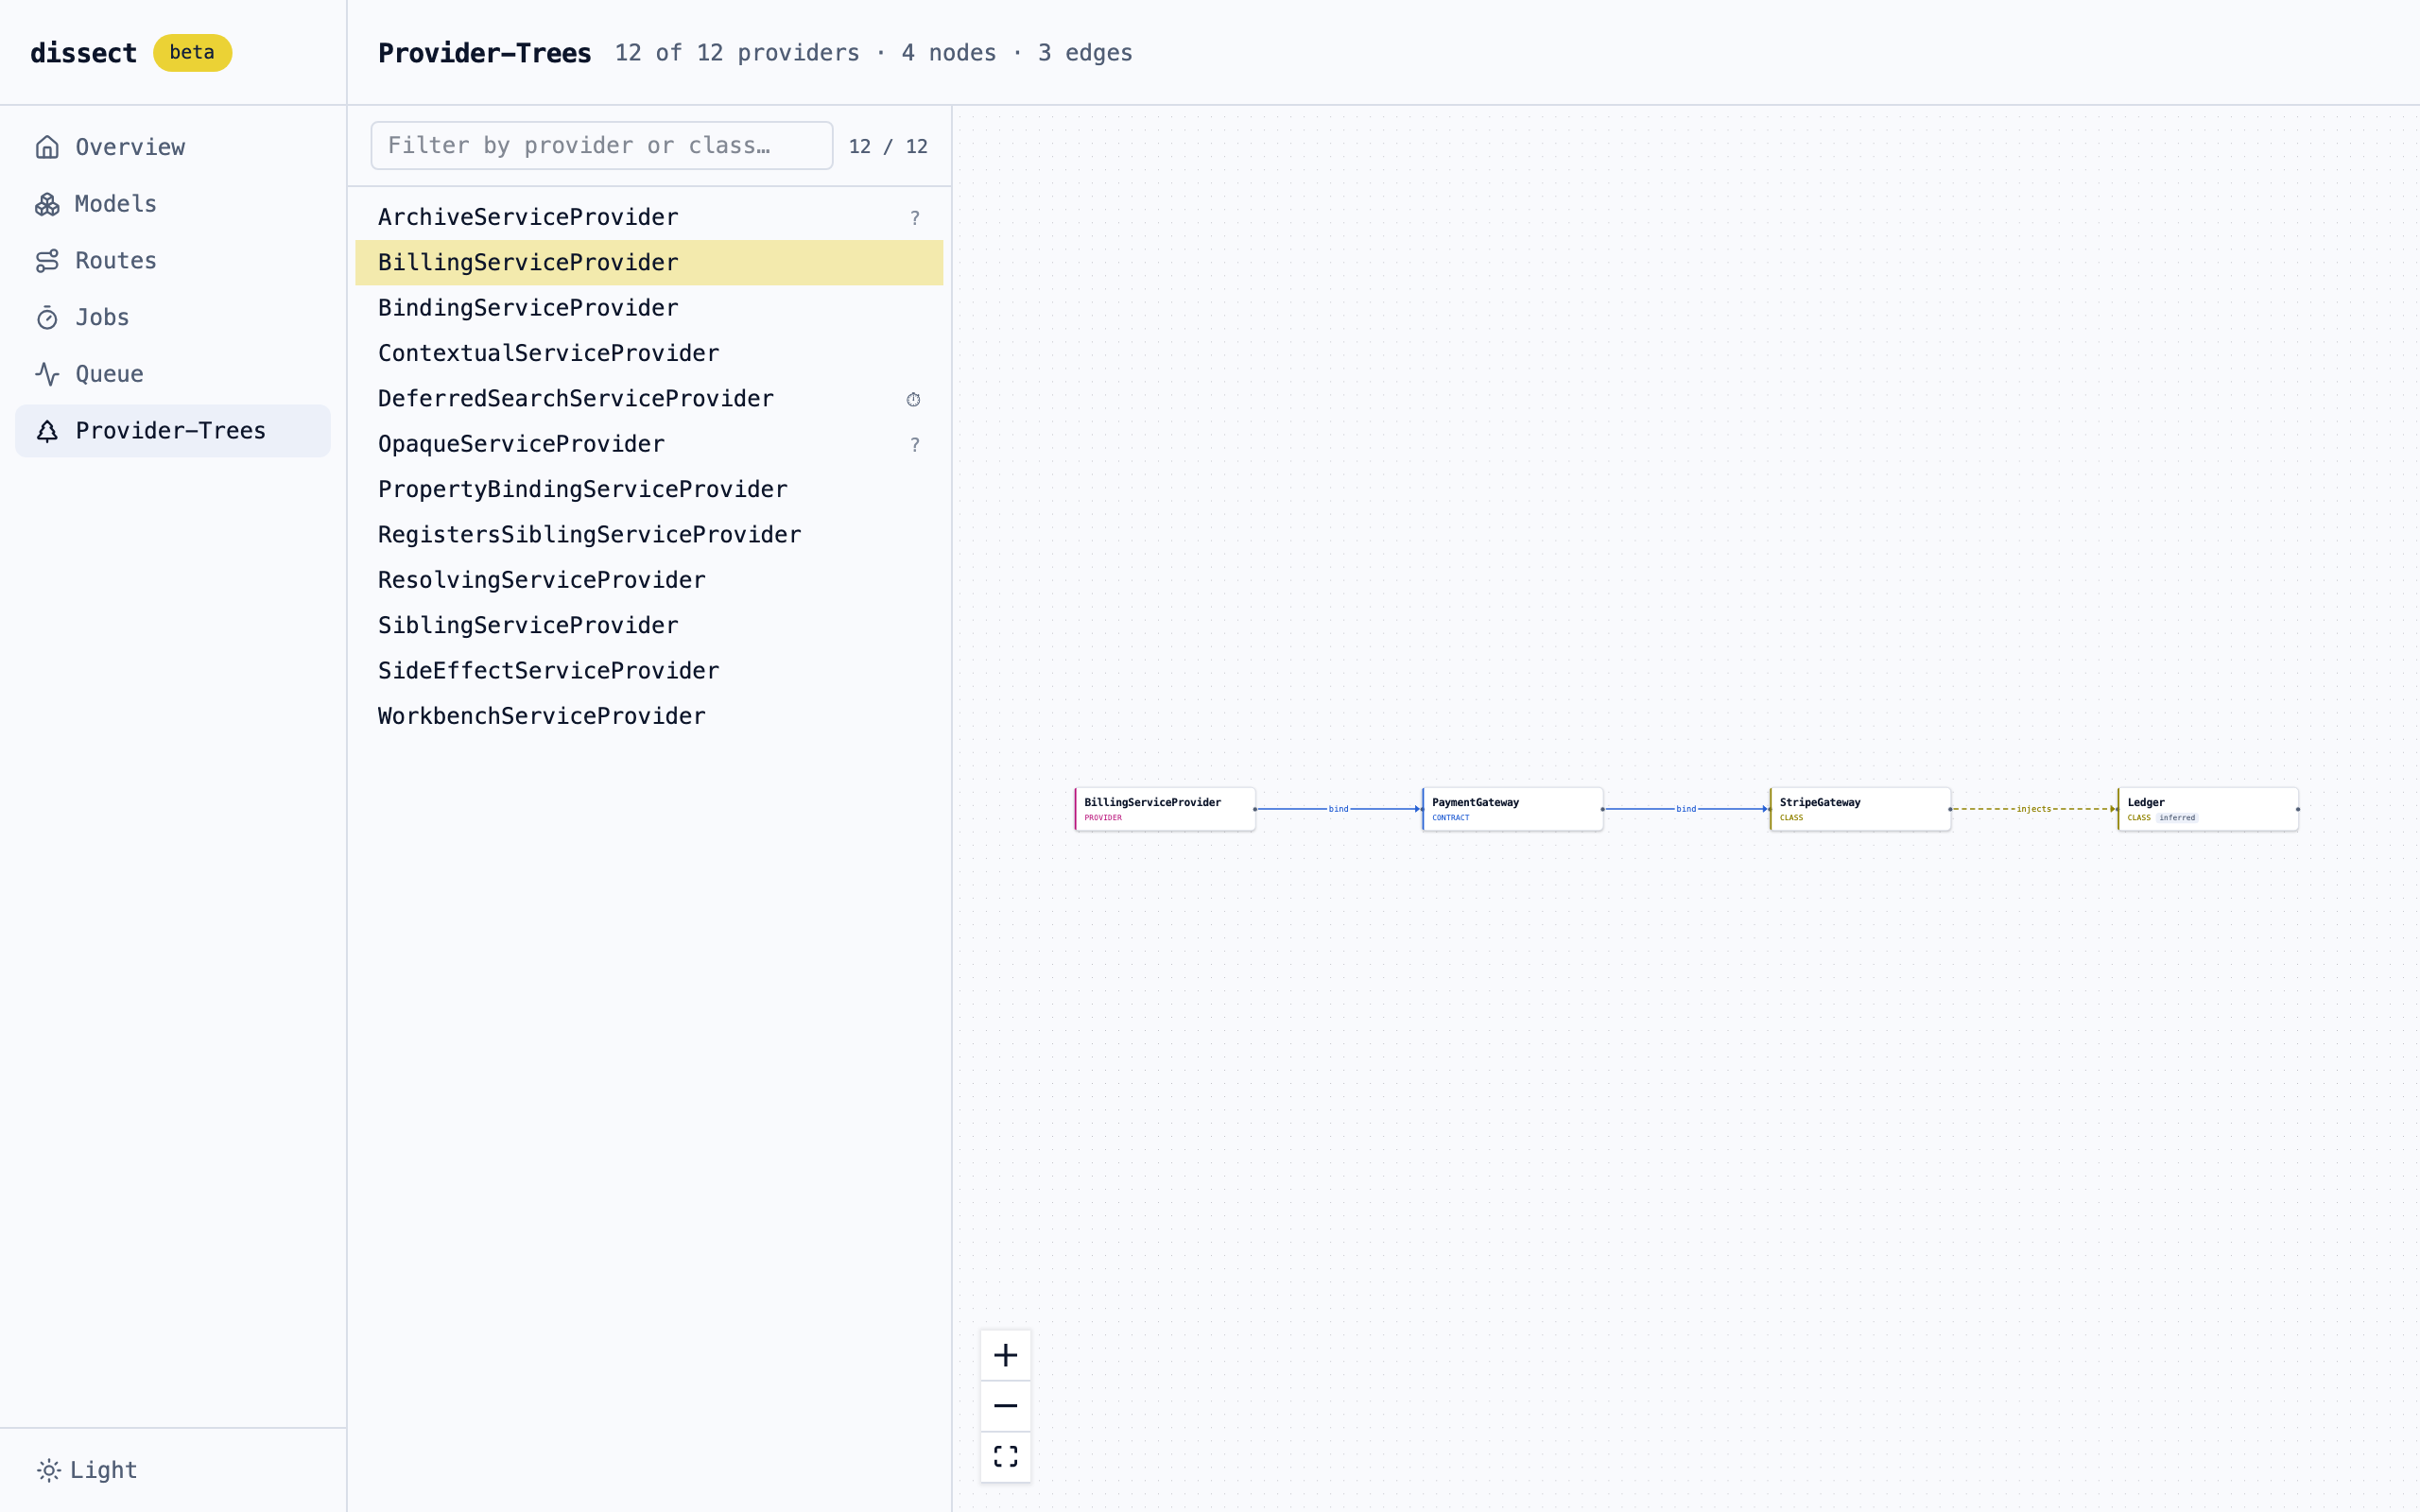 dissect beta
Provider-Trees 12 of 12 providers · 4 nodes · 3 edges
Overview
Models
Routes
Jobs
Queue
Provider-Trees
Light
Filter by provider or class… 12 / 12
ArchiveServiceProvider ?
BillingServiceProvider
BindingServiceProvider
ContextualServiceProvider
DeferredSearchServiceProvider
OpaqueServiceProvider ?
PropertyBindingServiceProvider
RegistersSiblingServiceProvider
ResolvingServiceProvider
SiblingServiceProvider
SideEffectServiceProvider
WorkbenchServiceProvider
BillingServiceProvider
PROVIDER
bind
PaymentGateway
CONTRACT
bind
StripeGateway
CLASS
injects
Ledger
CLASS inferred